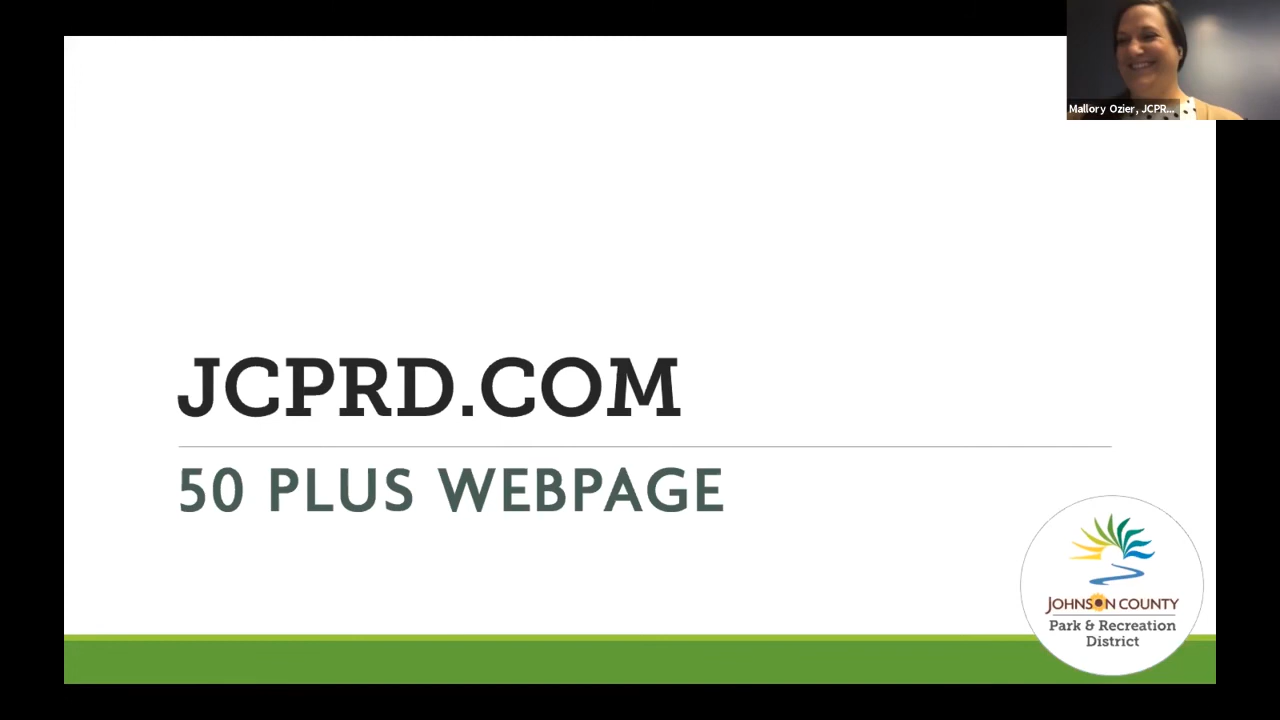 Mallory Ozier, JCPR...
JCPRD.COM
50 PLUS WEBPAGE
JOHNSON COUNTY
Park & Recreation
District